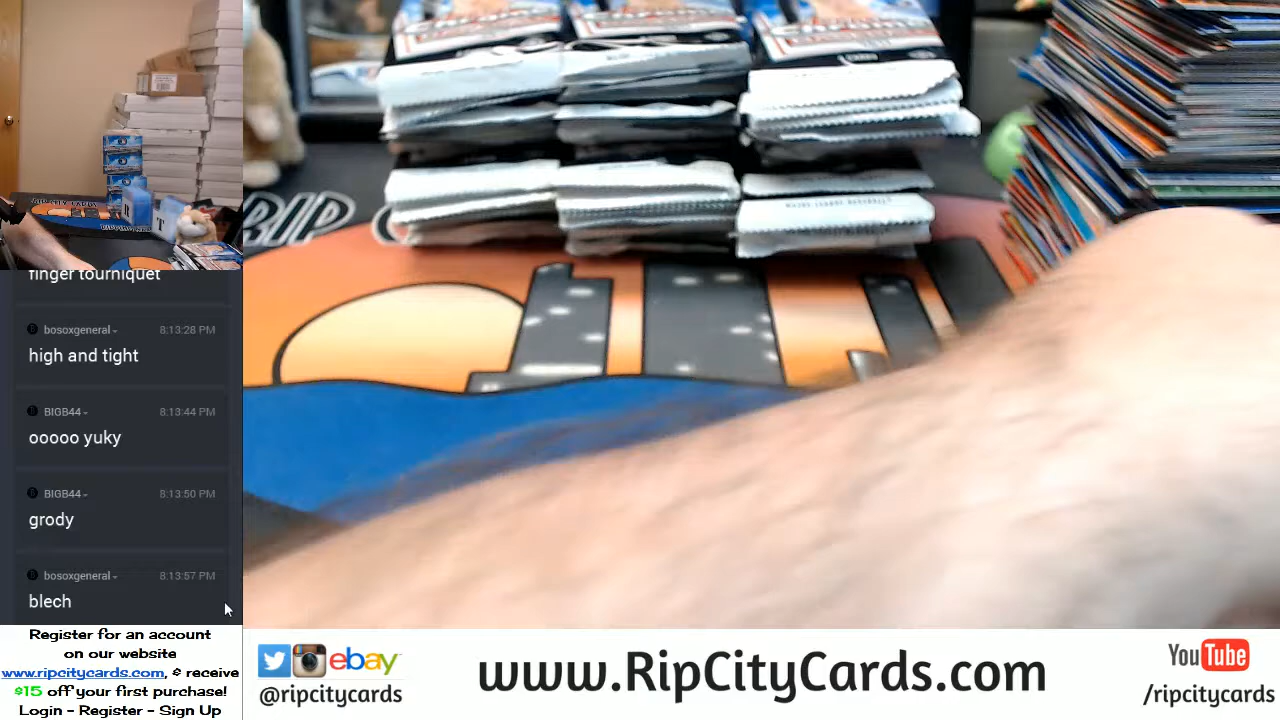 finger tourniquet
bosoxgeneral 8:13:28 PM
high and tight
BIGB44 8:13:44 PM
ooooo yuky
BIGB44 8:13:50 PM
grody
bosoxgeneral 8:13:57 PM
blech
Register for an account
on our website
www.ripcitycards.com, & receive
$15 off your first purchase!
Login - Register - Sign Up
RIP C
R
T
ebay
@ripcitycards
www.RipCityCards.com
YouTube
/ripcitycards